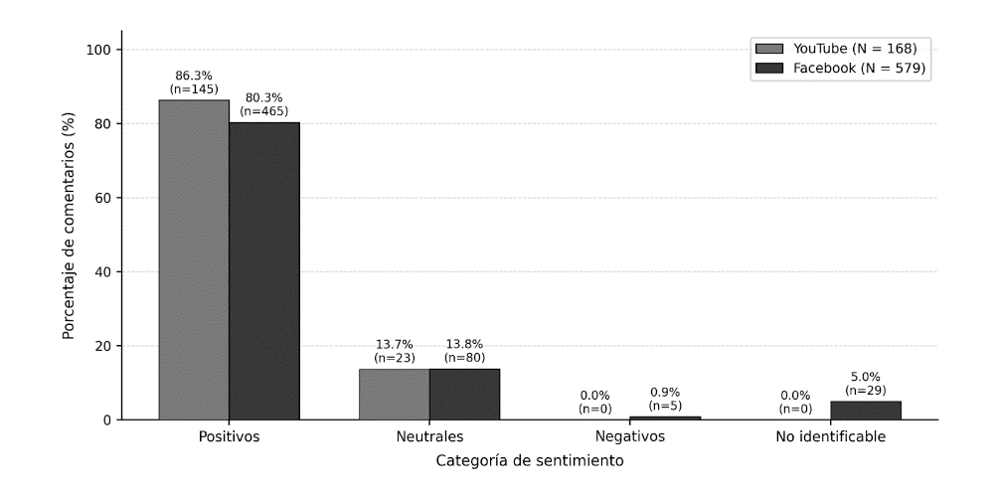 YouTube (N = 168)
Facebook (N = 579)
Porcentaje de comentarios (%)
100
80
60
40
20
0
86.3%
(n=145)
80.3%
(n=465)
13.7%
(n=23)
13.8%
(n=80)
0.0%
(n=0)
0.9%
(n=5)
0.0%
(n=0)
5.0%
(n=29)
Positivos
Neutrales
Negativos
No identificable
Categoría de sentimiento